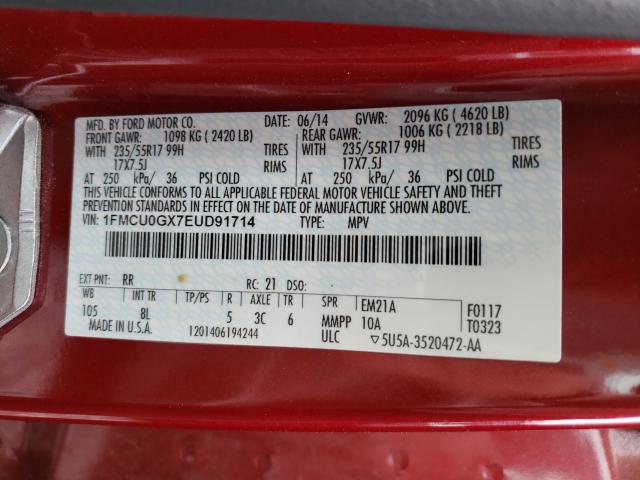 MFD. BY FORD MOTOR CO. DATE: 06/14 GVWR: 2096 KG ( 4620 LB)
FRONT GAWR: 1098 KG ( 2420 LB) REAR GAWR: 1006 KG ( 2218 LB)
WITH 235/55R17 99H TIRES WITH 235/55R17 99H TIRES
17X7.5J RIMS 17X7.5J RIMS
AT 250 kPa/ 36 PSI COLD AT 250 kPa/ 36 PSI COLD
THIS VEHICLE CONFORMS TO ALL APPLICABLE FEDERAL MOTOR VEHICLE SAFETY AND THEFT
PREVENTION STANDARDS IN EFFECT ON THE DATE OF MANUFACTURE SHOWN ABOVE.
VIN: 1FMCU0GX7EUD91714 TYPE: MPV
EXT PNT: RR RC: 21 DSO:
WB INT TR TP/PS R AXLE TR SPR EM21A F0117
105 8L 5 3C 6 MMPP 10A T0323
MADE IN U.S.A. 1201406194244 ULC ▽5U5A-3520472-AA